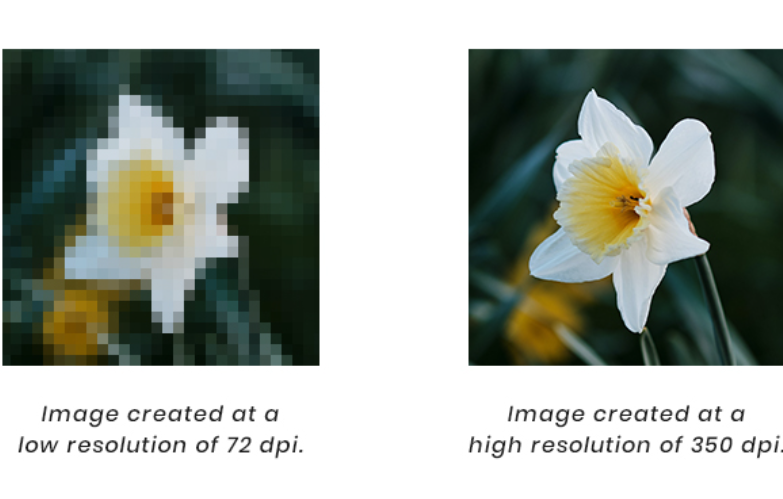 Image created at a
low resolution of 72 dpi.
Image created at a
high resolution of 350 dpi.